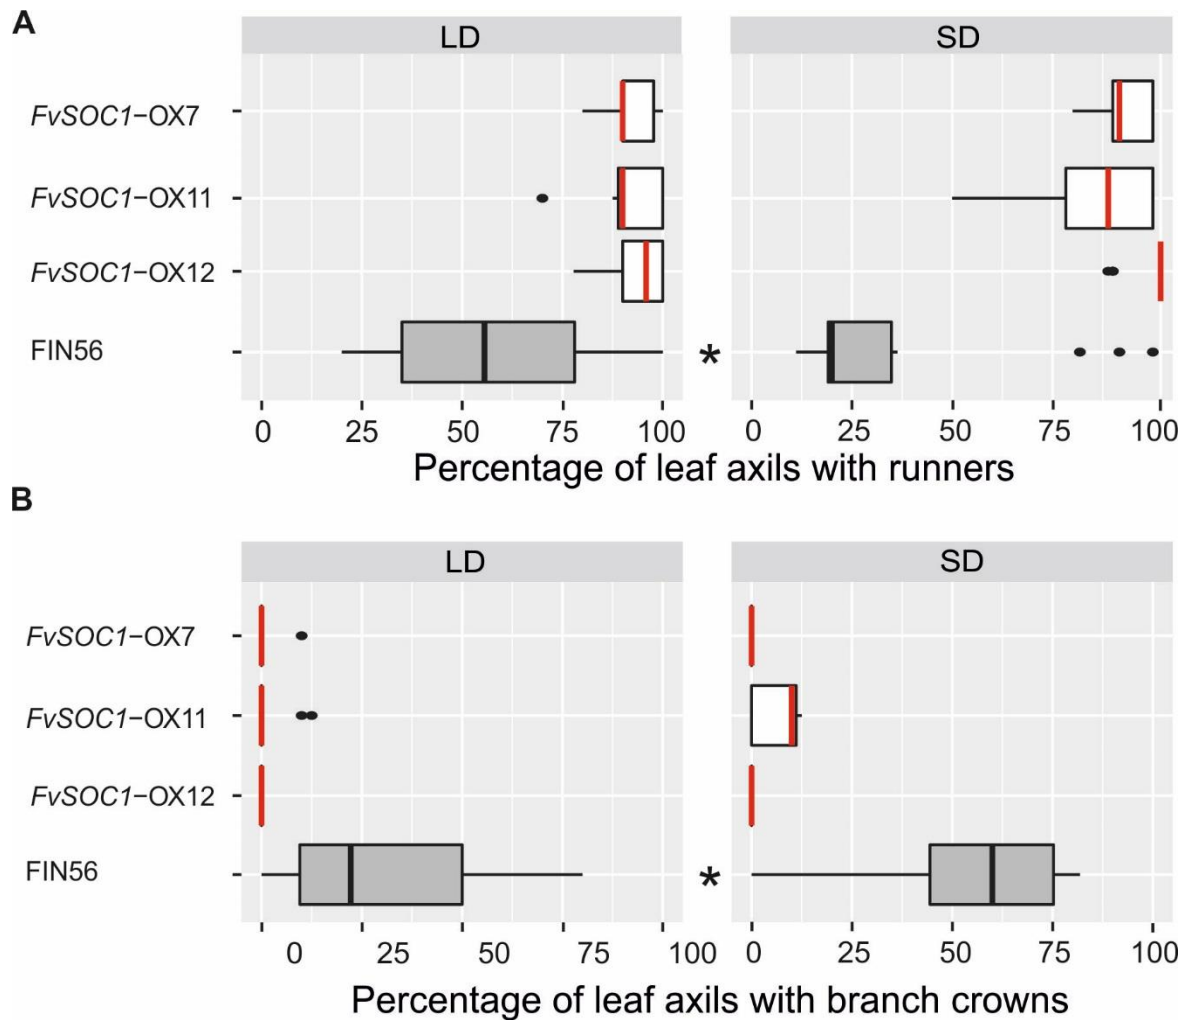 A
LD SD
FvSOC1-OX7
FvSOC1-OX11
FvSOC1-OX12
FIN56
*
0 25 50 75 100 0 25 50 75 100
Percentage of leaf axils with runners
B
LD SD
FvSOC1-OX7
FvSOC1-OX11
FvSOC1-OX12
FIN56
*
0 25 50 75 100 0 25 50 75 100
Percentage of leaf axils with branch crowns